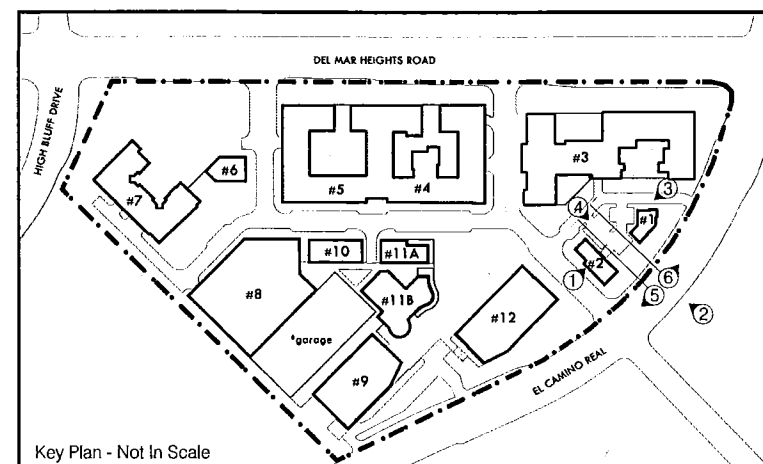 DEL MAR HEIGHTS ROAD
HIGH BLUFF DRIVE
#3
#6
#7
#5
#4
3
4
#1
#10
#11A
#2
1
6
5
2
#8
#11B
*garage
#12
#9
EL CAMINO REAL
Key Plan - Not In Scale